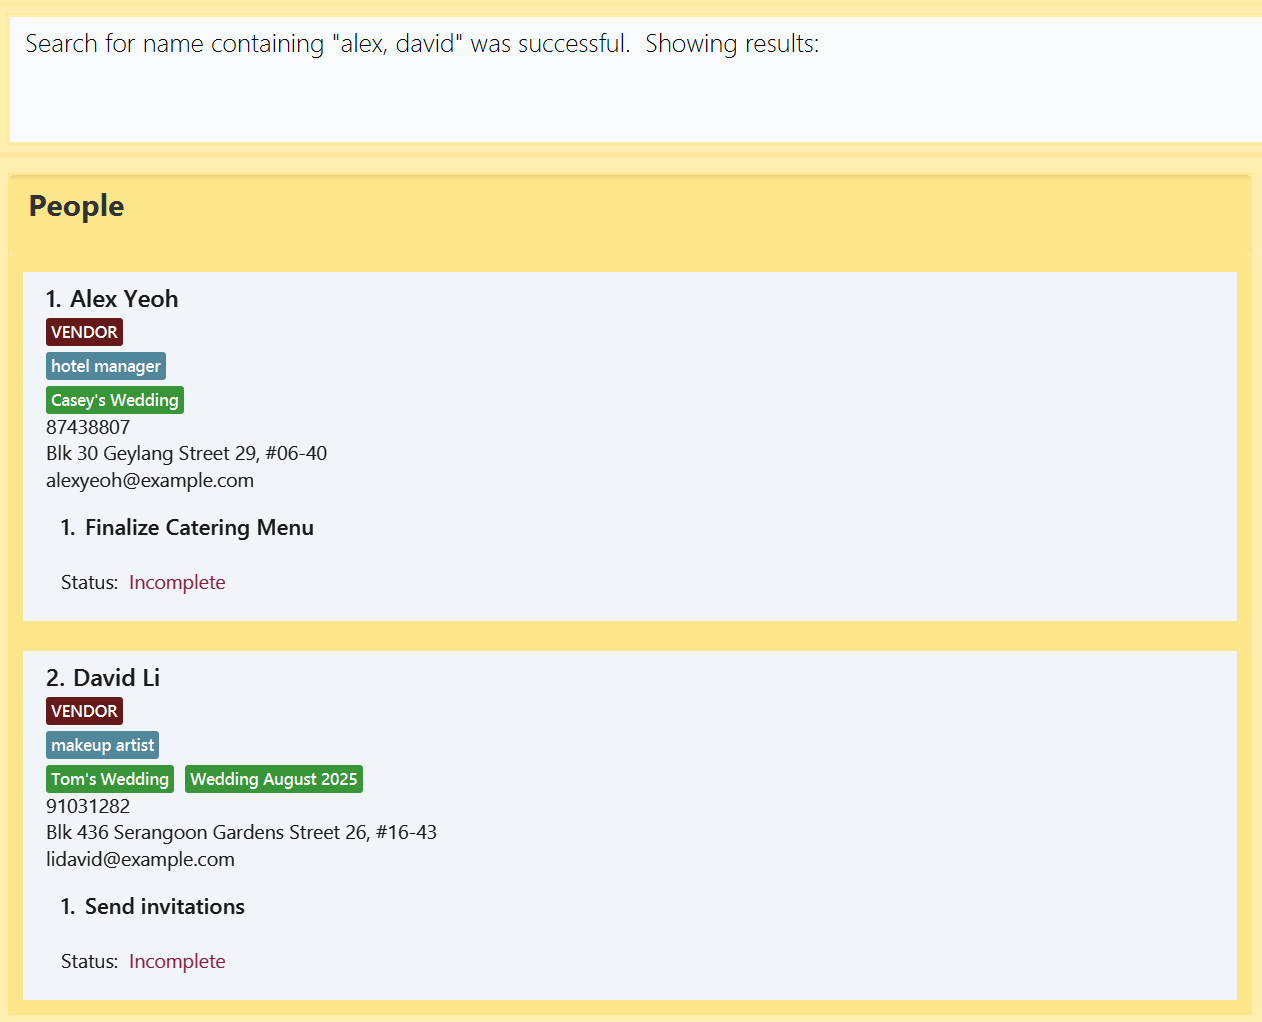 Search for name containing "alex, david" was successful.  Showing results:
People
1. Alex Yeoh
VENDOR
hotel manager
Casey's Wedding
87438807
Blk 30 Geylang Street 29, #06-40
alexyeoh@example.com
1. Finalize Catering Menu
Status: Incomplete
2. David Li
VENDOR
makeup artist
Tom's Wedding Wedding August 2025
91031282
Blk 436 Serangoon Gardens Street 26, #16-43
lidavid@example.com
1. Send invitations
Status: Incomplete